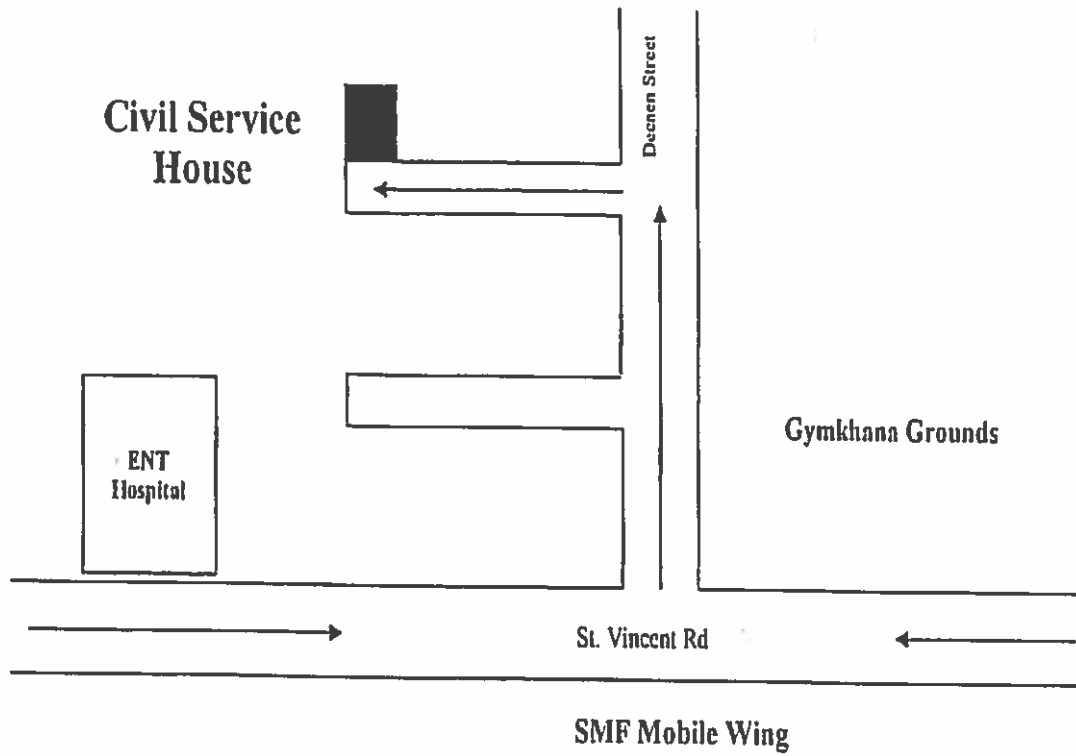 Civil Service
House
Deenen Street
ENT
Hospital
Gymkhana Grounds
St. Vincent Rd
SMF Mobile Wing